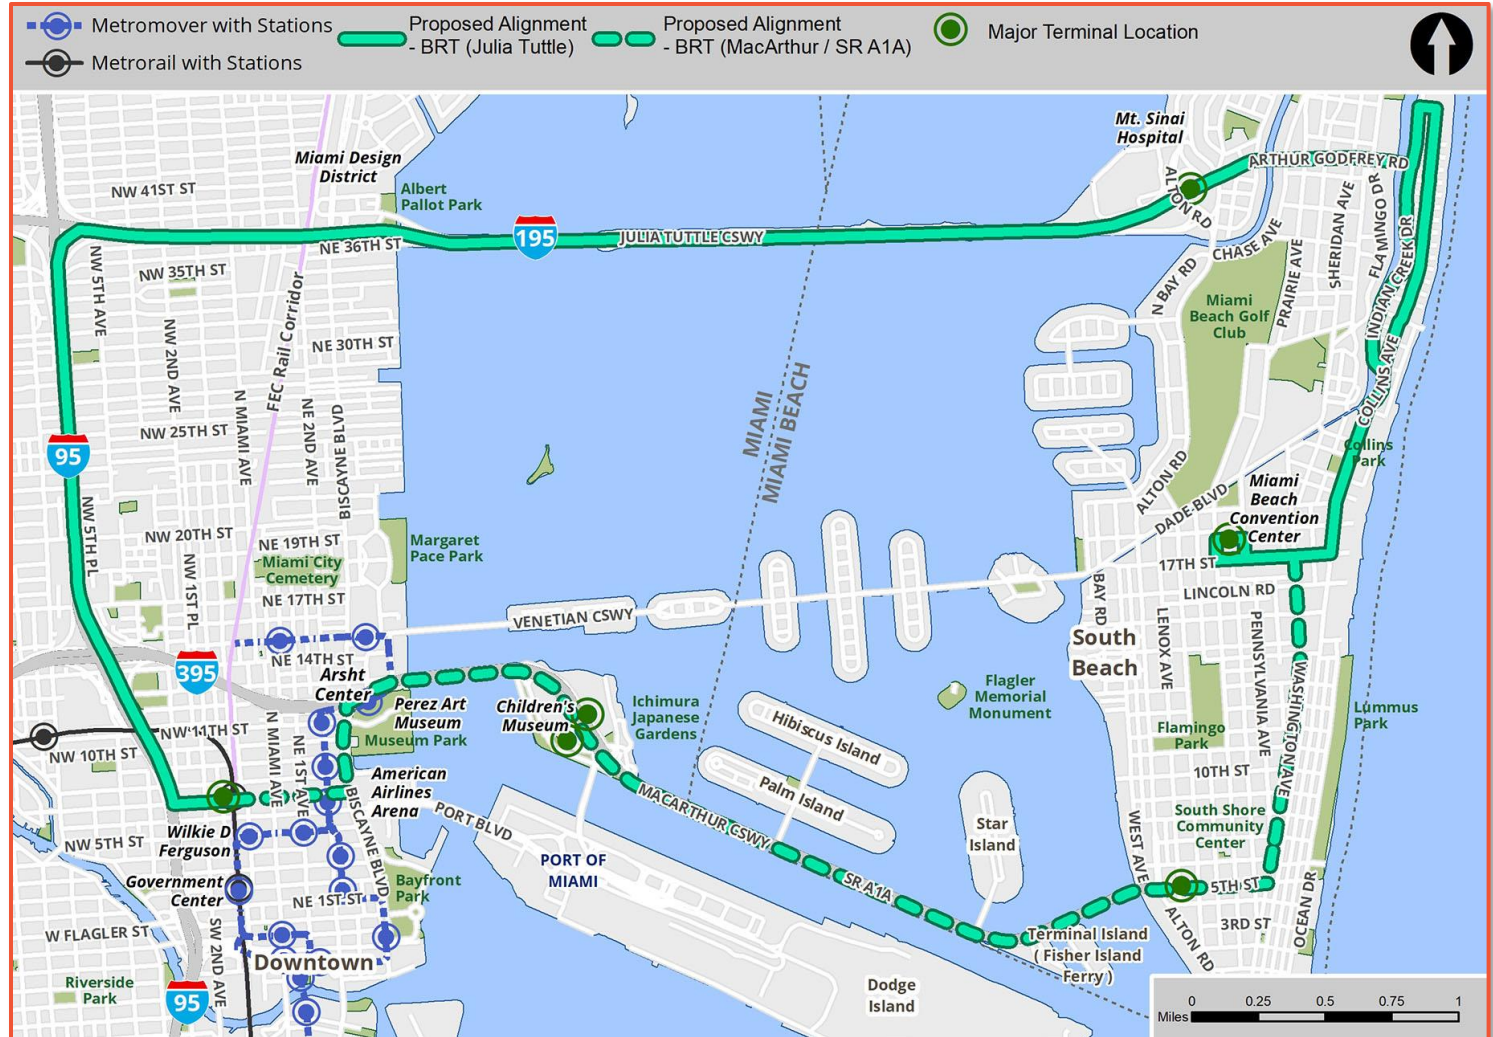 Metromover with Stations
Metrorail with Stations
Proposed Alignment
- BRT (Julia Tuttle)
Proposed Alignment
- BRT (MacArthur / SR A1A)
Major Terminal Location
Mt. Sinai
Hospital
Miami Design
District
ARTHUR GODFREY RD
NW 41ST ST
Albert
Pallot Park
ALTON RD
FLAMINGO DR
SHERIDAN AVE
195
JULIA TUTTLE CSWY
NE 36TH ST
CHASE AVE
PRAIRIE AVE
INDIAN CREEK DR
NW 5TH AVE
NW 35TH ST
N BAY RD
Miami
Beach Golf
Club
FEC Rail Corridor
NE 30TH ST
NW 2ND AVE
COLLINS AVE
MIAMI
MIAMI BEACH
N MIAMI AVE
NE 2ND AVE
BISCAYNE BLVD
NW 25TH ST
95
Collins
Park
ALTON RD
DADE BLVD
Miami
Beach
Convention
Center
NW 5TH PL
NW 20TH ST
NE 19TH ST
Margaret
Pace Park
Miami City
Cemetery
NW 1ST PL
NE 17TH ST
17TH ST
BAY RD
LINCOLN RD
VENETIAN CSWY
LENOX AVE
PENNSYLVANIA AVE
South
Beach
NE 14TH ST
395
Arsht
Center
WASHINGTON AVE
Flagler
Memorial
Monument
Perez Art
Museum
Children's
Museum
Ichimura
Japanese
Gardens
Lummus
Park
Hibiscus Island
NW 11TH ST
Museum Park
Flamingo
Park
NW 10TH ST
N MIAMI AVE
NE 1ST AVE
10TH ST
American
Airlines
Arena
Palm Island
MACARTHUR CSWY
PORT BLVD
BISCAYNE BLVD
South Shore
Community
Center
WEST AVE
Star
Island
Wilkie D
Ferguson
NW 5TH ST
PORT OF
MIAMI
Government
Center
Bayfront
Park
SR A1A
5TH ST
NE 1ST ST
OCEAN DR
W FLAGLER ST
SW 2ND AVE
3RD ST
ALTON RD
Terminal Island
( Fisher Island
Ferry )
Downtown
Riverside
Park
95
Dodge
Island
0 0.25 0.5 0.75 1
Miles